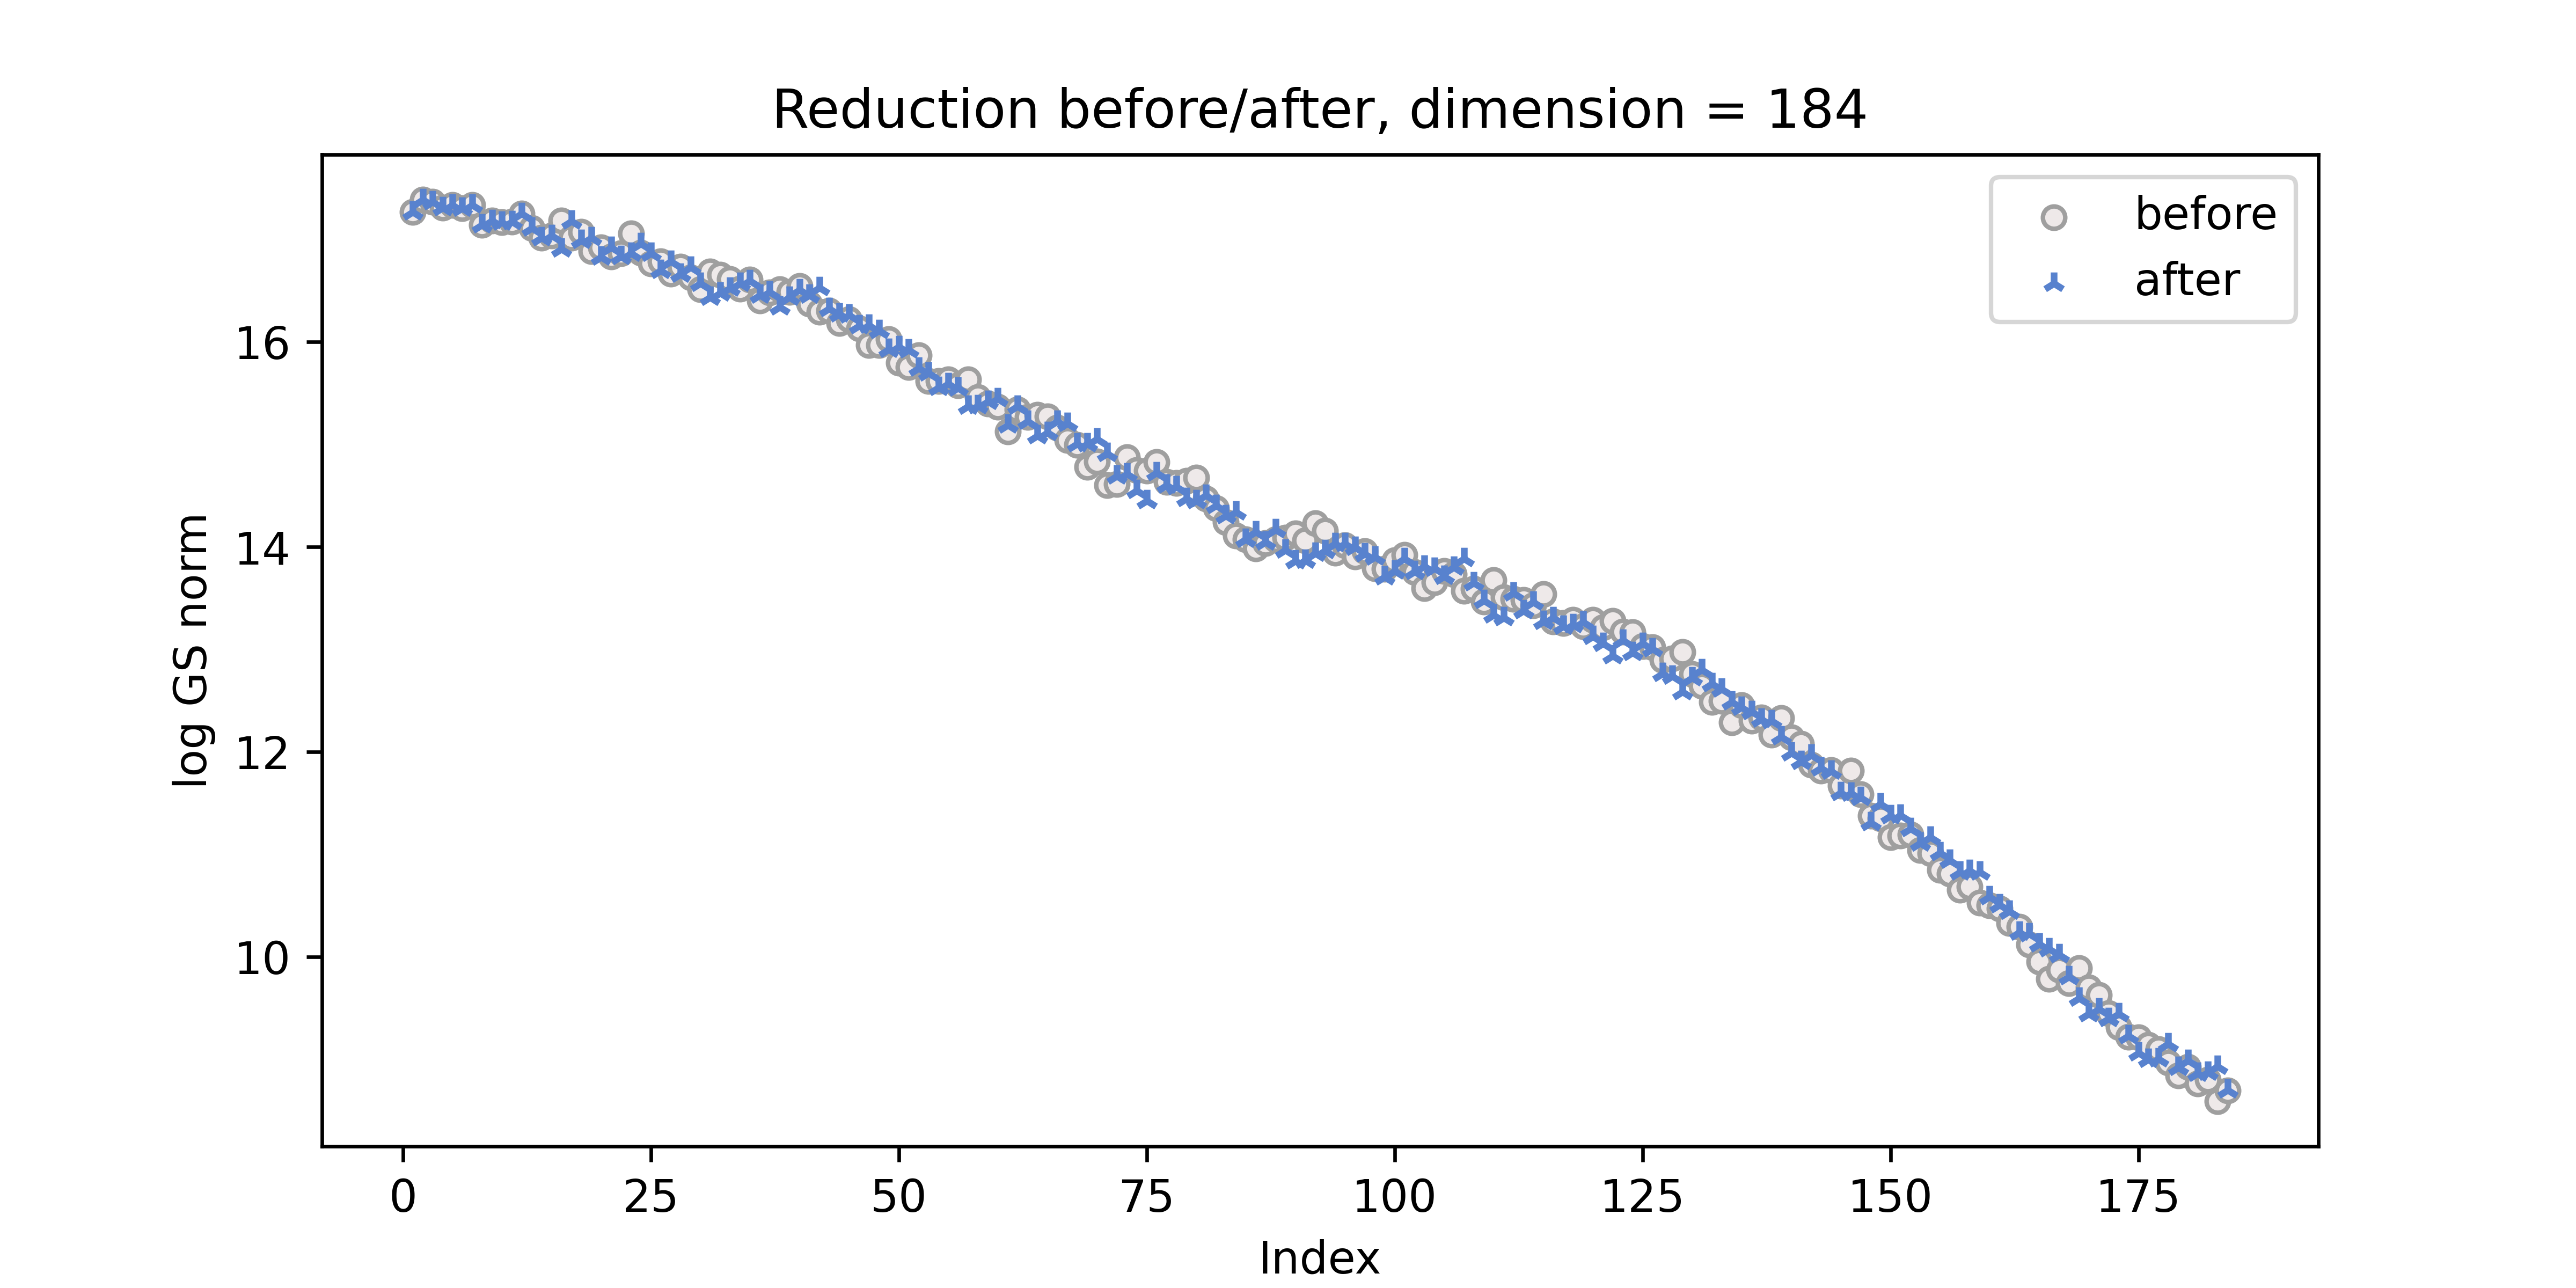 Reduction before/after, dimension = 184
before
after
log GS norm
16
14
12
10
0 25 50 75 100 125 150 175
Index